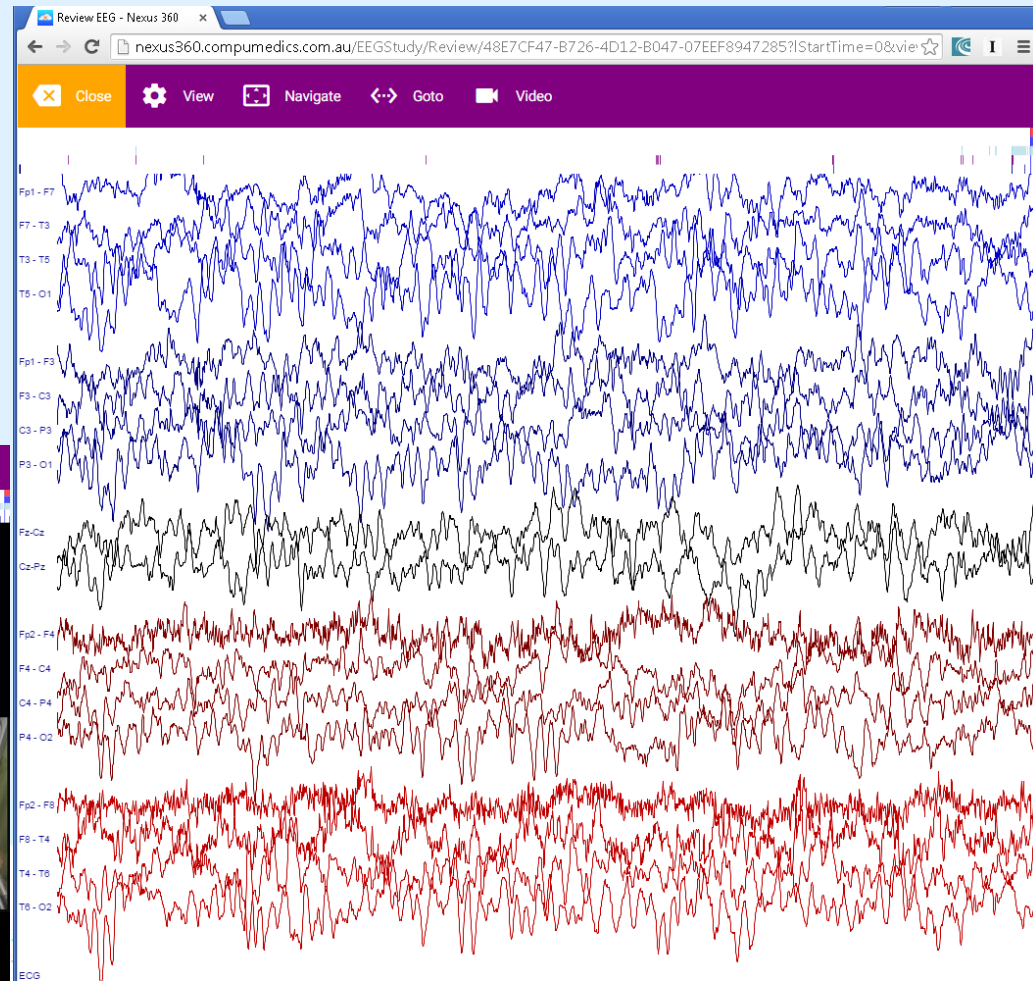 Review EEG - Nexus 360
nexus360.compumedics.com.au/EEGStudy/Review/48E7CF47-B726-4D12-B047-07EEF8947285?lStartTime=0&vie
Close View Navigate Goto Video
Fp1 - F7
F7 - T3
T3 - T5
T5 - O1
Fp1 - F3
F3 - C3
C3 - P3
P3 - O1
Fz-Cz
Cz-Pz
Fp2 - F4
F4 - C4
C4 - P4
P4 - O2
Fp2 - F8
F8 - T4
T4 - T6
T6 - O2
ECG